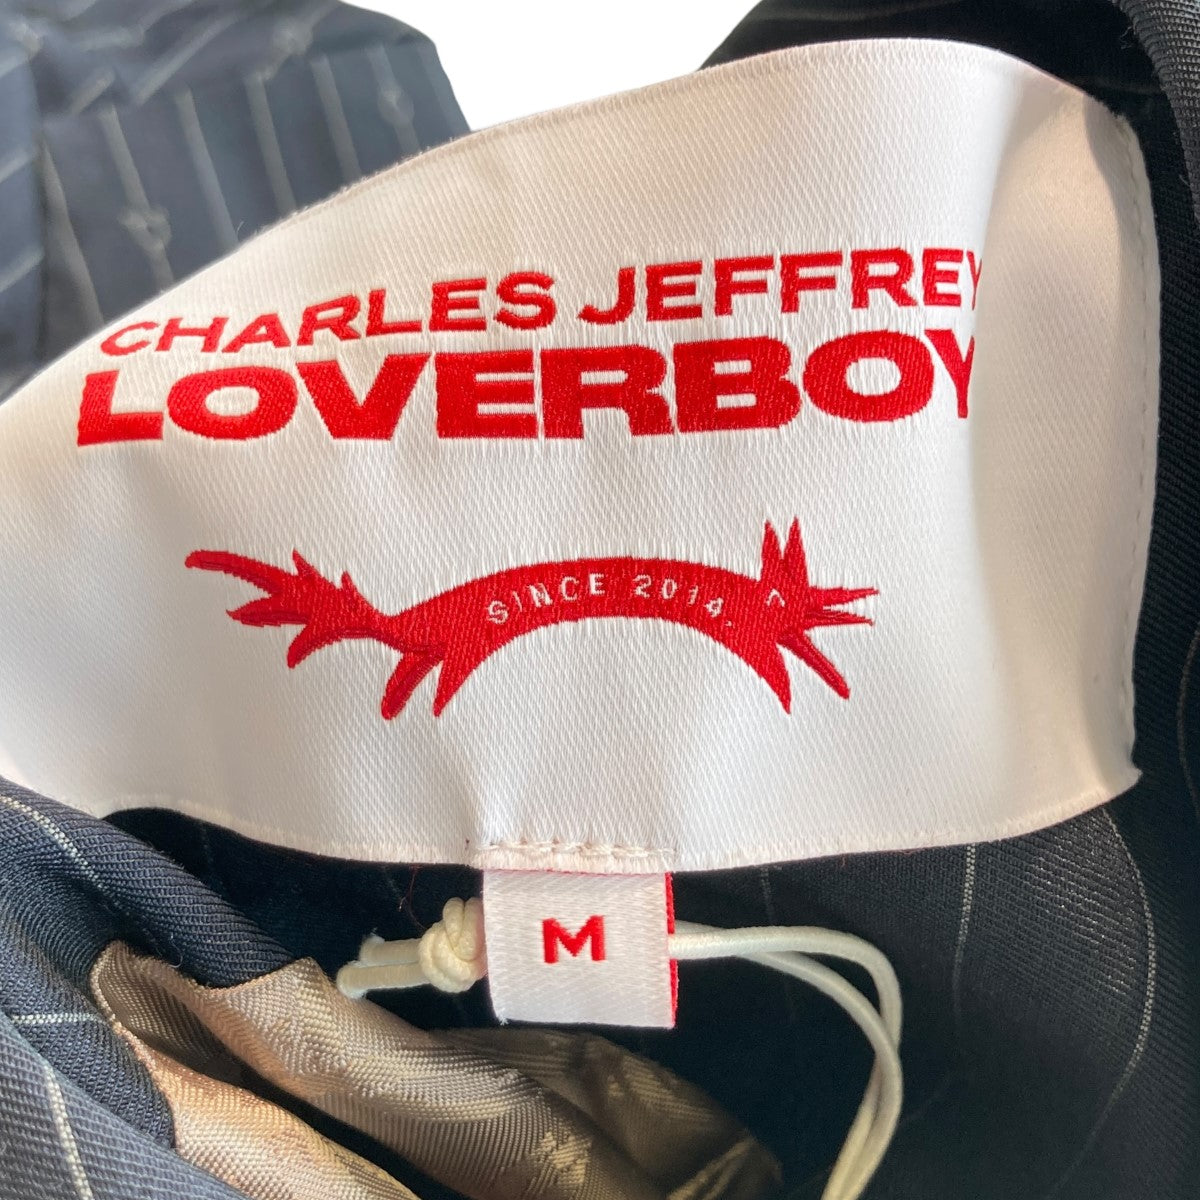 CHARLES JEFFREY
LOVERBOY
SINCE 2014.
M